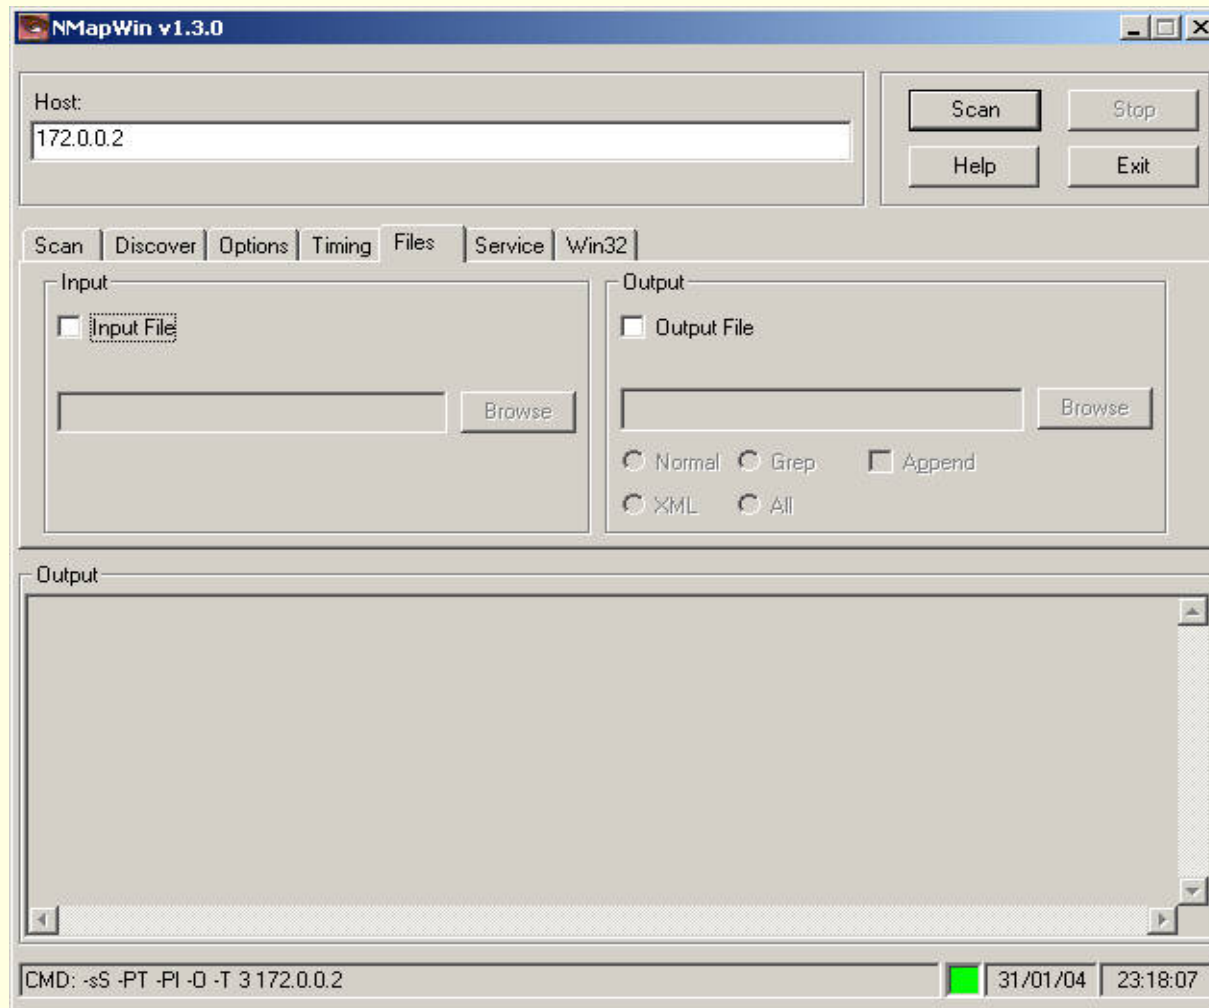 NMapWin v1.3.0
Host:
172.0.0.2
Scan
Stop
Help
Exit
Scan
Discover
Options
Timing
Files
Service
Win32
Input
Input File
Browse
Output
Output File
Browse
Normal
Grep
Append
XML
All
Output
CMD: -sS -PT -PI -O -T 3 172.0.0.2
31/01/04
23:18:07